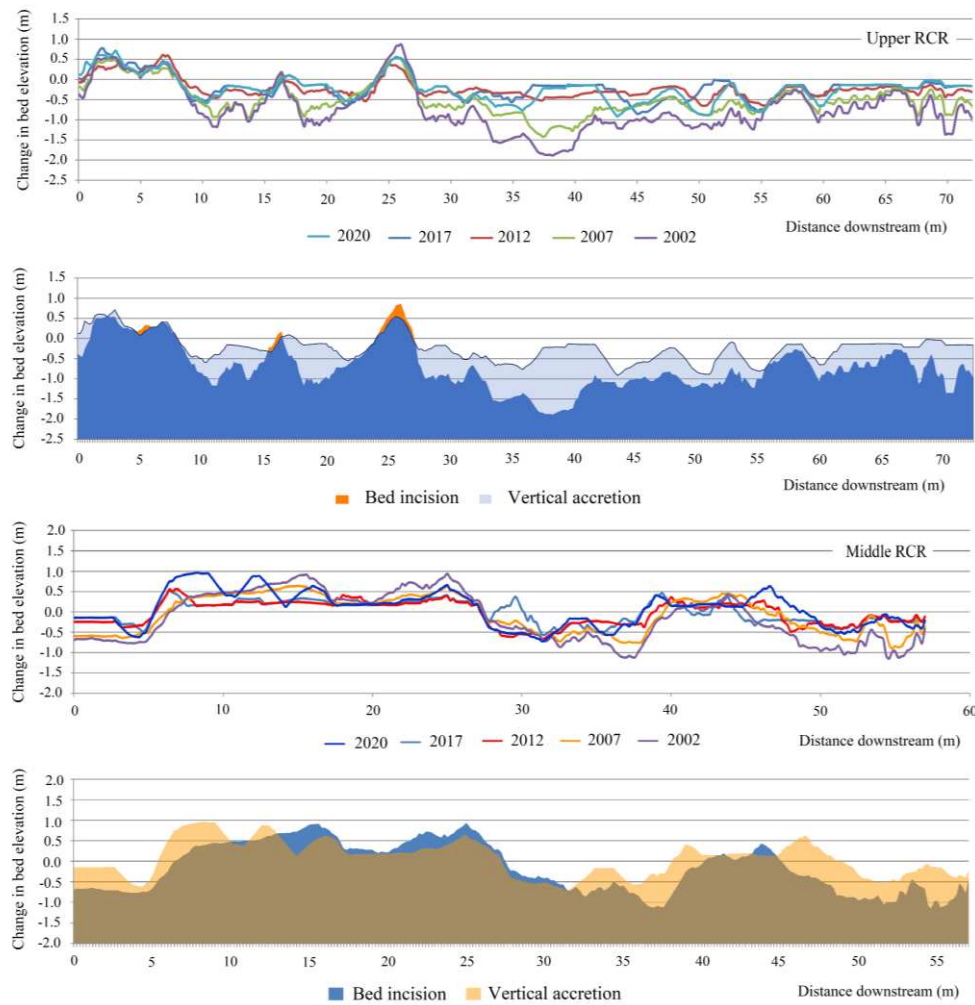 Change in bed elevation (m)
1.5
1.0
0.5
0.0
-0.5
-1.0
-1.5
-2.0
-2.5
Upper RCR
0 5 10 15 20 25 30 35 40 45 50 55 60 65 70
Distance downstream (m)
2020 2017 2012 2007 2002
Change in bed elevation (m)
1.5
1.0
0.5
0.0
-0.5
-1.0
-1.5
-2.0
-2.5
0 5 10 15 20 25 30 35 40 45 50 55 60 65 70
Distance downstream (m)
Bed incision Vertical accretion
Change in bed elevation (m)
2.0
1.5
1.0
0.5
0.0
-0.5
-1.0
-1.5
-2.0
Middle RCR
0 10 20 30 40 50 60
2020 2017 2012 2007 2002
Distance downstream (m)
Change in bed elevation (m)
2.0
1.5
1.0
0.5
0.0
-0.5
-1.0
-1.5
-2.0
0 5 10 15 20 25 30 35 40 45 50 55
Distance downstream (m)
Bed incision Vertical accretion